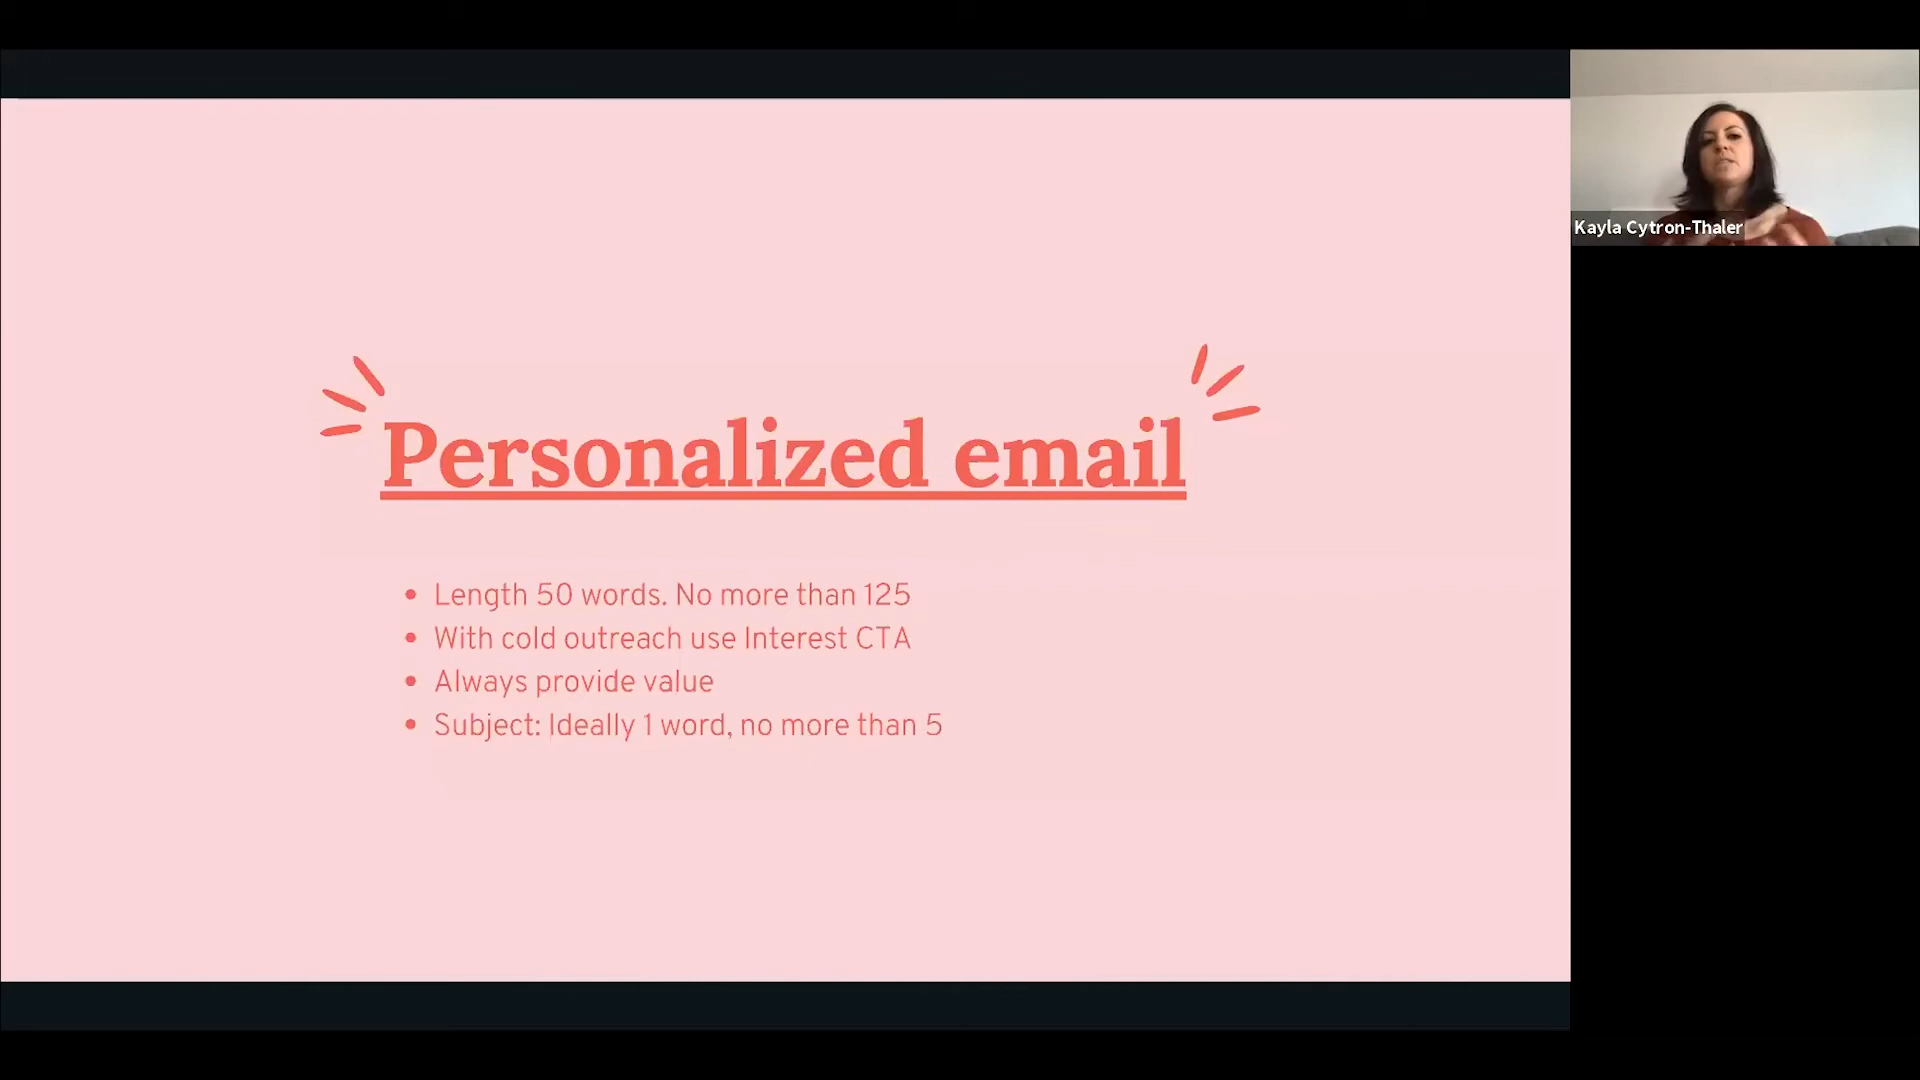 Personalized email
• Length 50 words. No more than 125
• With cold outreach use Interest CTA
• Always provide value
• Subject: Ideally 1 word, no more than 5
Kayla Cytron-Thaler